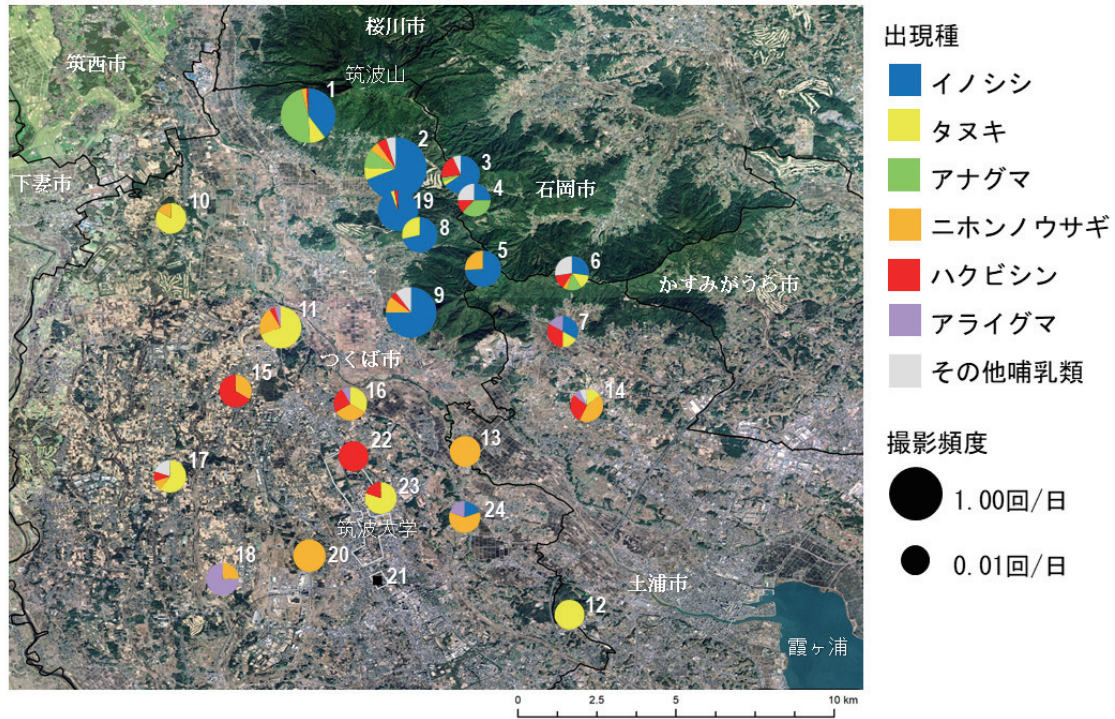 桜川市
筑西市
筑波山
1
2
3
石岡市
4
下妻市
10
19
8
5
6
かすみがうら市
9
11
7
つくば市
15
16
14
13
22
17
23
24
筑波大学
18
20
21
12
土浦市
霞ヶ浦
0 2.5 5 10 km
出現種
イノシシ
タヌキ
アナグマ
ニホンノウサギ
ハクビシン
アライグマ
その他哺乳類
撮影頻度
1.00回/日
0.01回/日